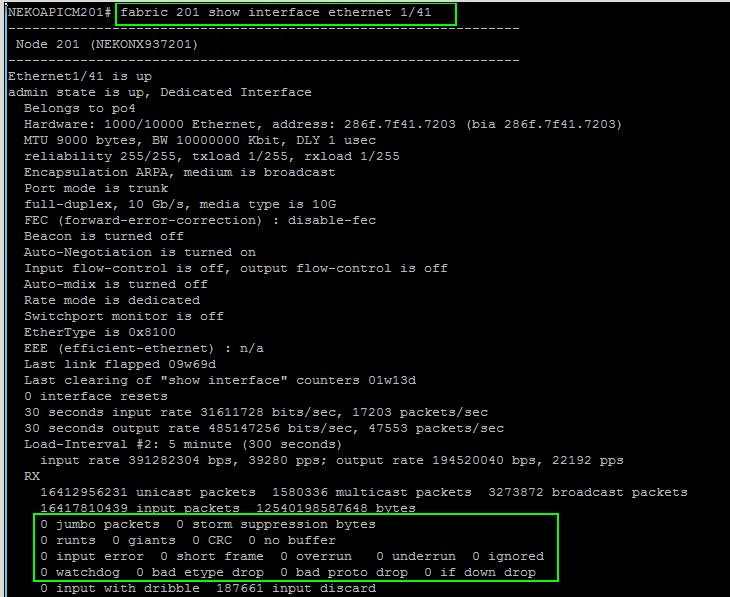 NEKOAPICM201# fabric 201 show interface ethernet 1/41
----------------------------------------------------------------
Node 201 (NEKONX937201)
----------------------------------------------------------------
Ethernet1/41 is up
admin state is up, Dedicated Interface
Belongs to po4
Hardware: 1000/10000 Ethernet, address: 286f.7f41.7203 (bia 286f.7f41.7203)
MTU 9000 bytes, BW 10000000 Kbit, DLY 1 usec
reliability 255/255, txload 1/255, rxload 1/255
Encapsulation ARPA, medium is broadcast
Port mode is trunk
full-duplex, 10 Gb/s, media type is 10G
FEC (forward-error-correction) : disable-fec
Beacon is turned off
Auto-Negotiation is turned on
Input flow-control is off, output flow-control is off
Auto-mdix is turned off
Rate mode is dedicated
Switchport monitor is off
EtherType is 0x8100
EEE (efficient-ethernet) : n/a
Last link flapped 09w69d
Last clearing of "show interface" counters 01w13d
0 interface resets
30 seconds input rate 31611728 bits/sec, 17203 packets/sec
30 seconds output rate 485147256 bits/sec, 47553 packets/sec
Load-Interval #2: 5 minute (300 seconds)
input rate 391282304 bps, 39280 pps; output rate 194520040 bps, 22192 pps
RX
16412956231 unicast packets  1580336 multicast packets  3273872 broadcast packets
16417810439 input packets  12540198587648 bytes
0 jumbo packets  0 storm suppression bytes
0 runts  0 giants  0 CRC  0 no buffer
0 input error  0 short frame  0 overrun   0 underrun  0 ignored
0 watchdog  0 bad etype drop  0 bad proto drop  0 if down drop
0 input with dribble  187661 input discard